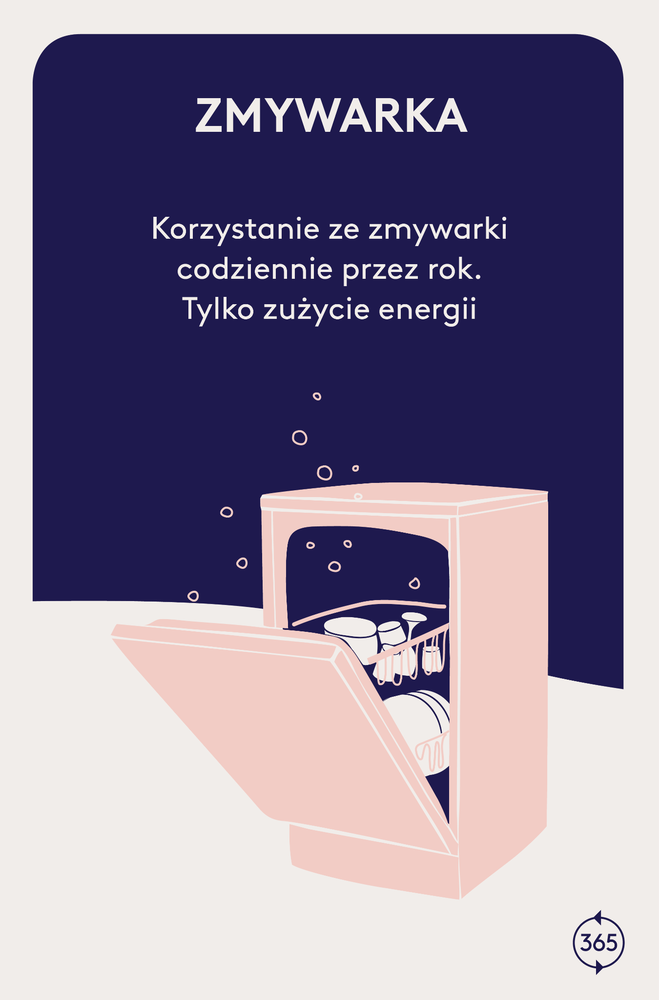 ZMYWARKA
Korzystanie ze zmywarki
codziennie przez rok.
Tylko zużycie energii
365